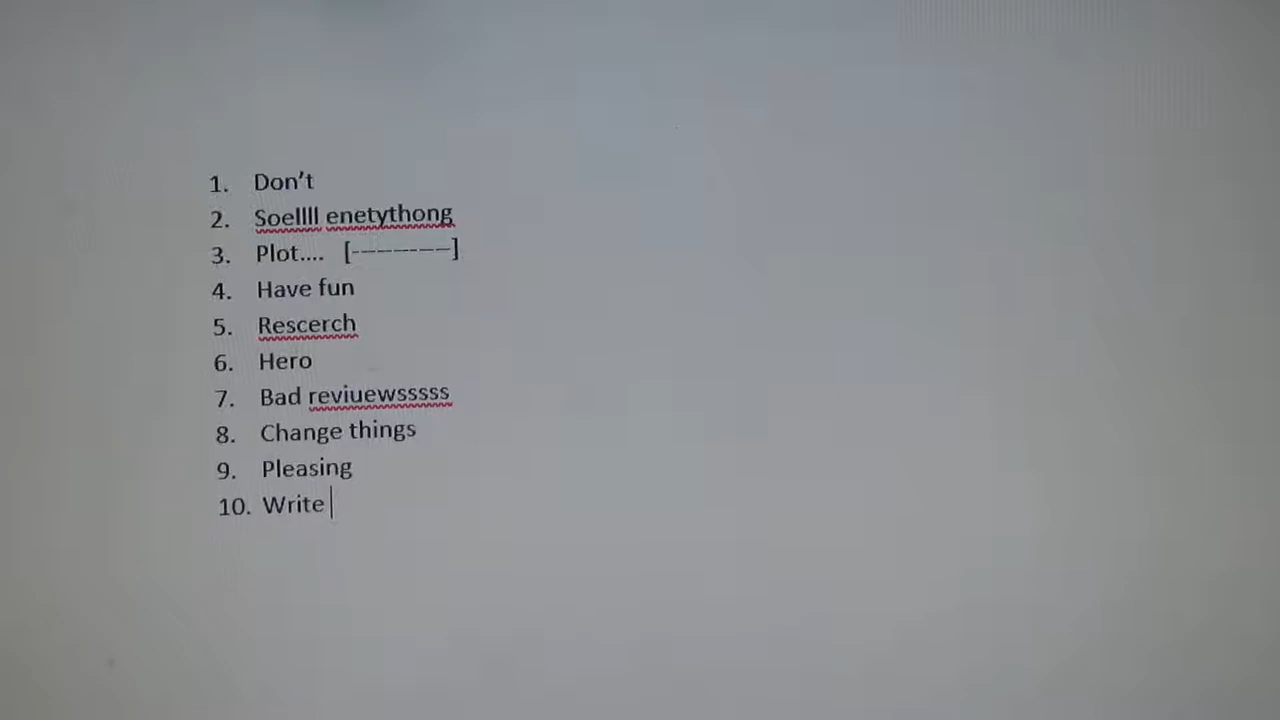 1. Don't
2. Soellll enetythong
3. Plot.... [---------]
4. Have fun
5. Rescerch
6. Hero
7. Bad reviuewsssss
8. Change things
9. Pleasing
10. Write